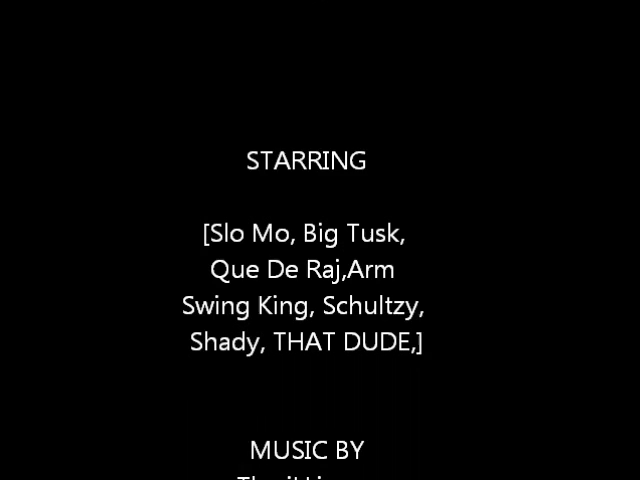 STARRING
[Slo Mo, Big Tusk,
Que De Raj,Arm
Swing King, Schultzy,
Shady, THAT DUDE,]
MUSIC BY